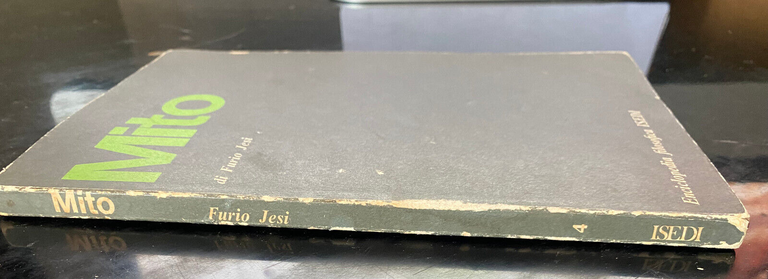 Mito
di Furio Jesi
Enciclopedia filosofica ISEDI
Mito
Furio Jesi
4
ISEDI